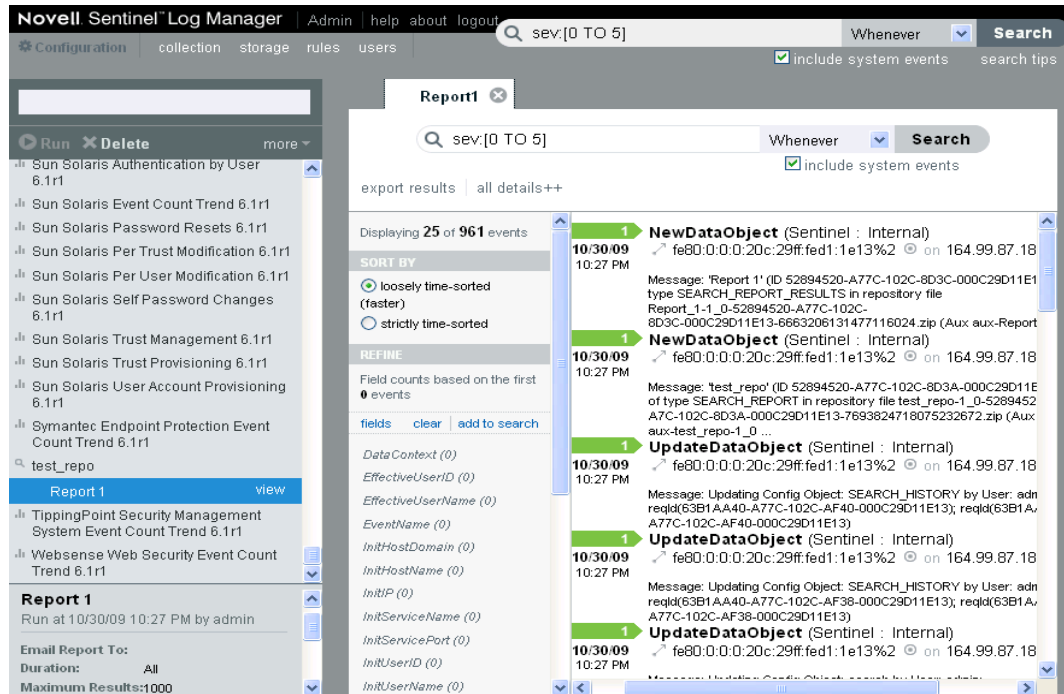 Novell. Sentinel™ Log Manager
Admin | help about logout
sev:[0 TO 5]
Whenever
Search
Configuration collection storage rules users
include system events
search tips
Report1
Run
Delete
more
sev:[0 TO 5]
Whenever
Search
include system events
export results | all details++
Sun Solaris Authentication by User
6.1r1
Sun Solaris Event Count Trend 6.1r1
Sun Solaris Password Resets 6.1r1
Sun Solaris Per Trust Modification 6.1r1
Sun Solaris Per User Modification 6.1r1
Sun Solaris Self Password Changes
6.1r1
Sun Solaris Trust Management 6.1r1
Sun Solaris Trust Provisioning 6.1r1
Sun Solaris User Account Provisioning
6.1r1
Symantec Endpoint Protection Event
Count Trend 6.1r1
test_repo
Report 1 view
TippingPoint Security Management
System Event Count Trend 6.1r1
Websense Web Security Event Count
Trend 6.1r1
Report 1
Run at 10/30/09 10:27 PM by admin
Email Report To:
Duration: All
Maximum Results:1000
Displaying 25 of 961 events
SORT BY
loosely time-sorted
(faster)
strictly time-sorted
REFINE
Field counts based on the first
0 events
fields clear | add to search
DataContext (0)
EffectiveUserID (0)
EffectiveUserName (0)
EventName (0)
InitHostDomain (0)
InitHostName (0)
InitIP (0)
InitServiceName (0)
InitServicePort (0)
InitUserID (0)
InitUserName (0)
1 NewDataObject (Sentinel : Internal)
10/30/09 fe80:0:0:0:20c:29ff:fed1:1e13%2 on 164.99.87.18
10:27 PM
Message: 'Report 1' (ID 52894520-A77C-102C-8D3C-000C29D11E1
type SEARCH_REPORT_RESULTS in repository file
Report_1-1_0-52894520-A77C-102C-
8D3C-000C29D11E13-6663206131477116024.zip (Aux aux-Report
1 NewDataObject (Sentinel : Internal)
10/30/09 fe80:0:0:0:20c:29ff:fed1:1e13%2 on 164.99.87.18
10:27 PM
Message: 'test_repo' (ID 52894520-A77C-102C-8D3A-000C29D11E
of type SEARCH_REPORT in repository file test_repo-1_0-5289452
A7C-102C-8D3A-000C29D11E13-7693824718075232672.zip (Aux
aux-test_repo-1_0 ...
1 UpdateDataObject (Sentinel : Internal)
10/30/09 fe80:0:0:0:20c:29ff:fed1:1e13%2 on 164.99.87.18
10:27 PM
Message: Updating Config Object: SEARCH_HISTORY by User: adm
reqId(63B1AA40-A77C-102C-AF40-000C29D11E13); reqId(63B1A
A77C-102C-AF40-000C29D11E13)
1 UpdateDataObject (Sentinel : Internal)
10/30/09 fe80:0:0:0:20c:29ff:fed1:1e13%2 on 164.99.87.18
10:27 PM
Message: Updating Config Object: SEARCH_HISTORY by User: adm
reqId(63B1AA40-A77C-102C-AF38-000C29D11E13); reqId(63B1A
A77C-102C-AF38-000C29D11E13)
1 UpdateDataObject (Sentinel : Internal)
10/30/09 fe80:0:0:0:20c:29ff:fed1:1e13%2 on 164.99.87.18
10:27 PM